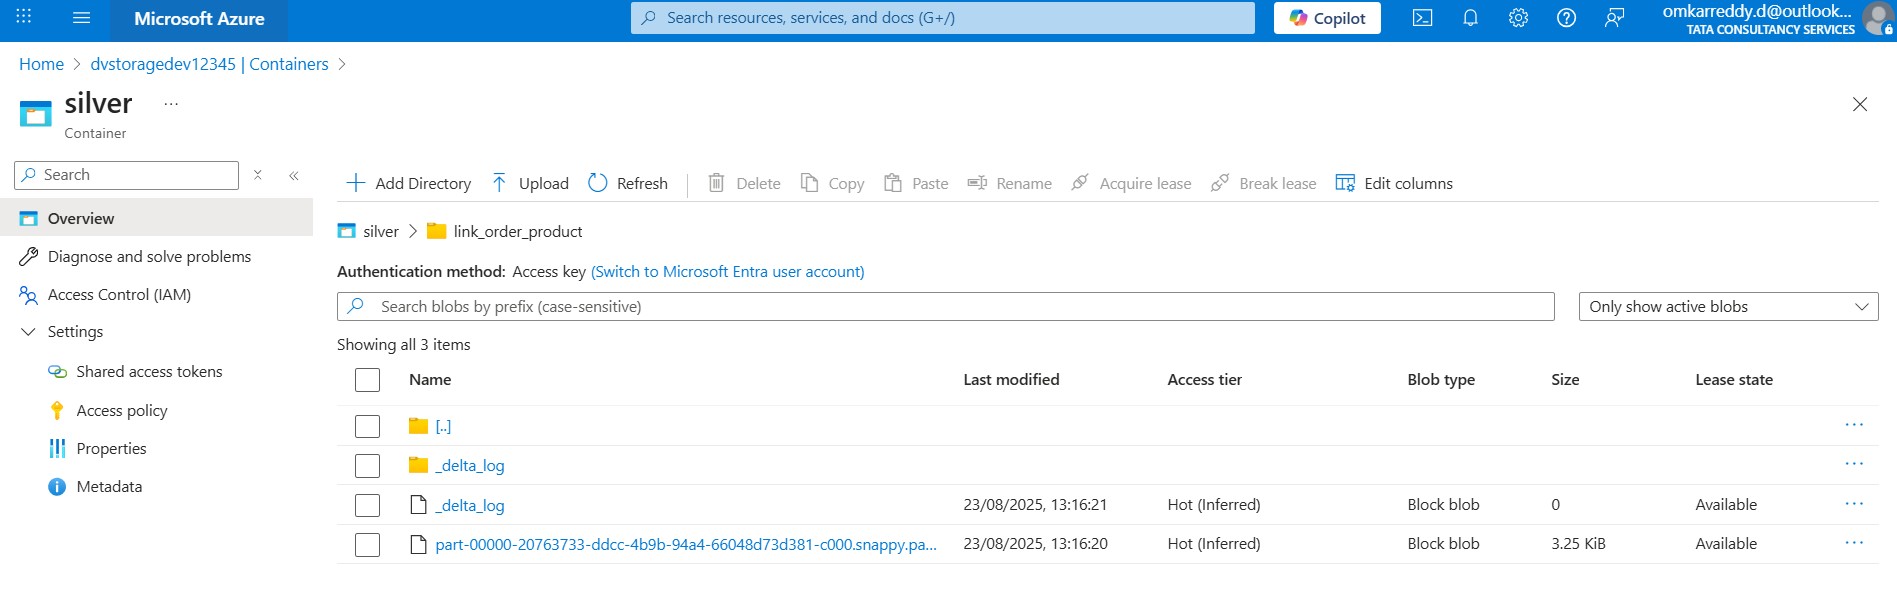 Microsoft Azure
Search resources, services, and docs (G+/)
Copilot
omkarreddy.d@outlook...
TATA CONSULTANCY SERVICES
Home > dvstoragedev12345 | Containers >
silver ...
Container
Search
Overview
Diagnose and solve problems
Access Control (IAM)
Settings
Shared access tokens
Access policy
Properties
Metadata
Add Directory Upload Refresh Delete Copy Paste Rename Acquire lease Break lease Edit columns
silver > link_order_product
Authentication method: Access key (Switch to Microsoft Entra user account)
Search blobs by prefix (case-sensitive)
Only show active blobs
Showing all 3 items
Name Last modified Access tier Blob type Size Lease state
[..]
_delta_log
_delta_log 23/08/2025, 13:16:21 Hot (Inferred) Block blob 0 Available
part-00000-20763733-ddcc-4b9b-94a4-66048d73d381-c000.snappy.pa... 23/08/2025, 13:16:20 Hot (Inferred) Block blob 3.25 KiB Available